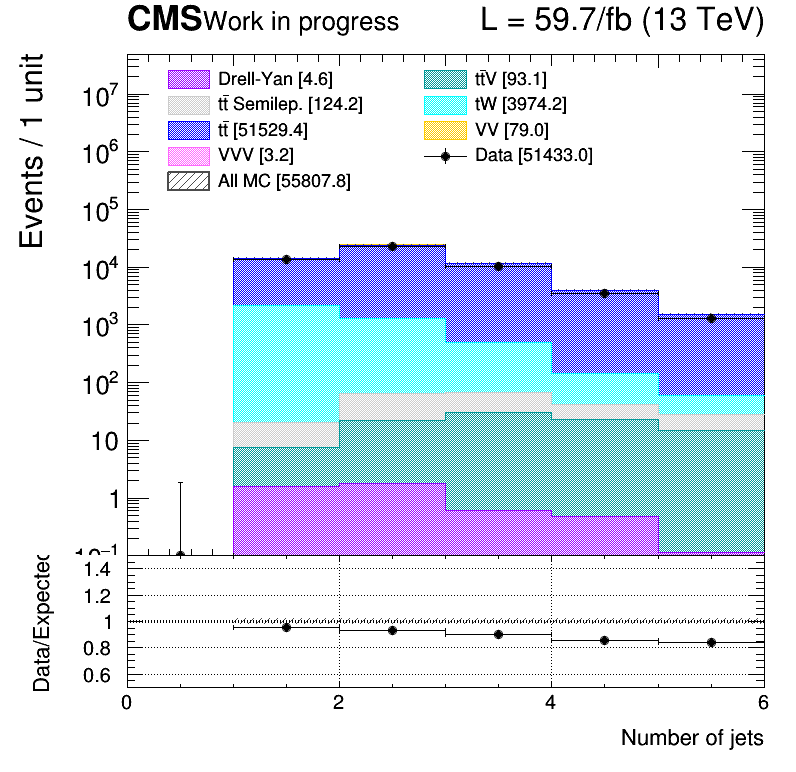 CMS Work in progress L = 59.7/fb (13 TeV)
Events / 1 unit
Drell-Yan [4.6] tt̄V [93.1]
tt̄ Semilep. [124.2] tW [3974.2]
tt̄ [51529.4] VV [79.0]
VVV [3.2] Data [51433.0]
All MC [55807.8]
10⁷
10⁶
10⁵
10⁴
10³
10²
10
1
10⁻¹
Data/Expected
1.4
1.2
1
0.8
0.6
0 2 4 6
Number of jets